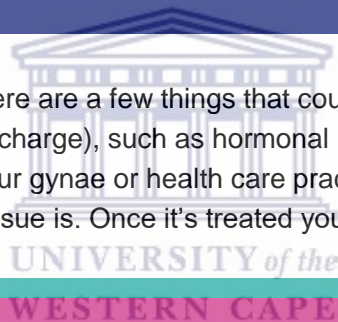 ere are a few things that cou
charge), such as hormonal
ur gynae or health care prac
sue is. Once it's treated you
UNIVERSITY of the
WESTERN CAPE